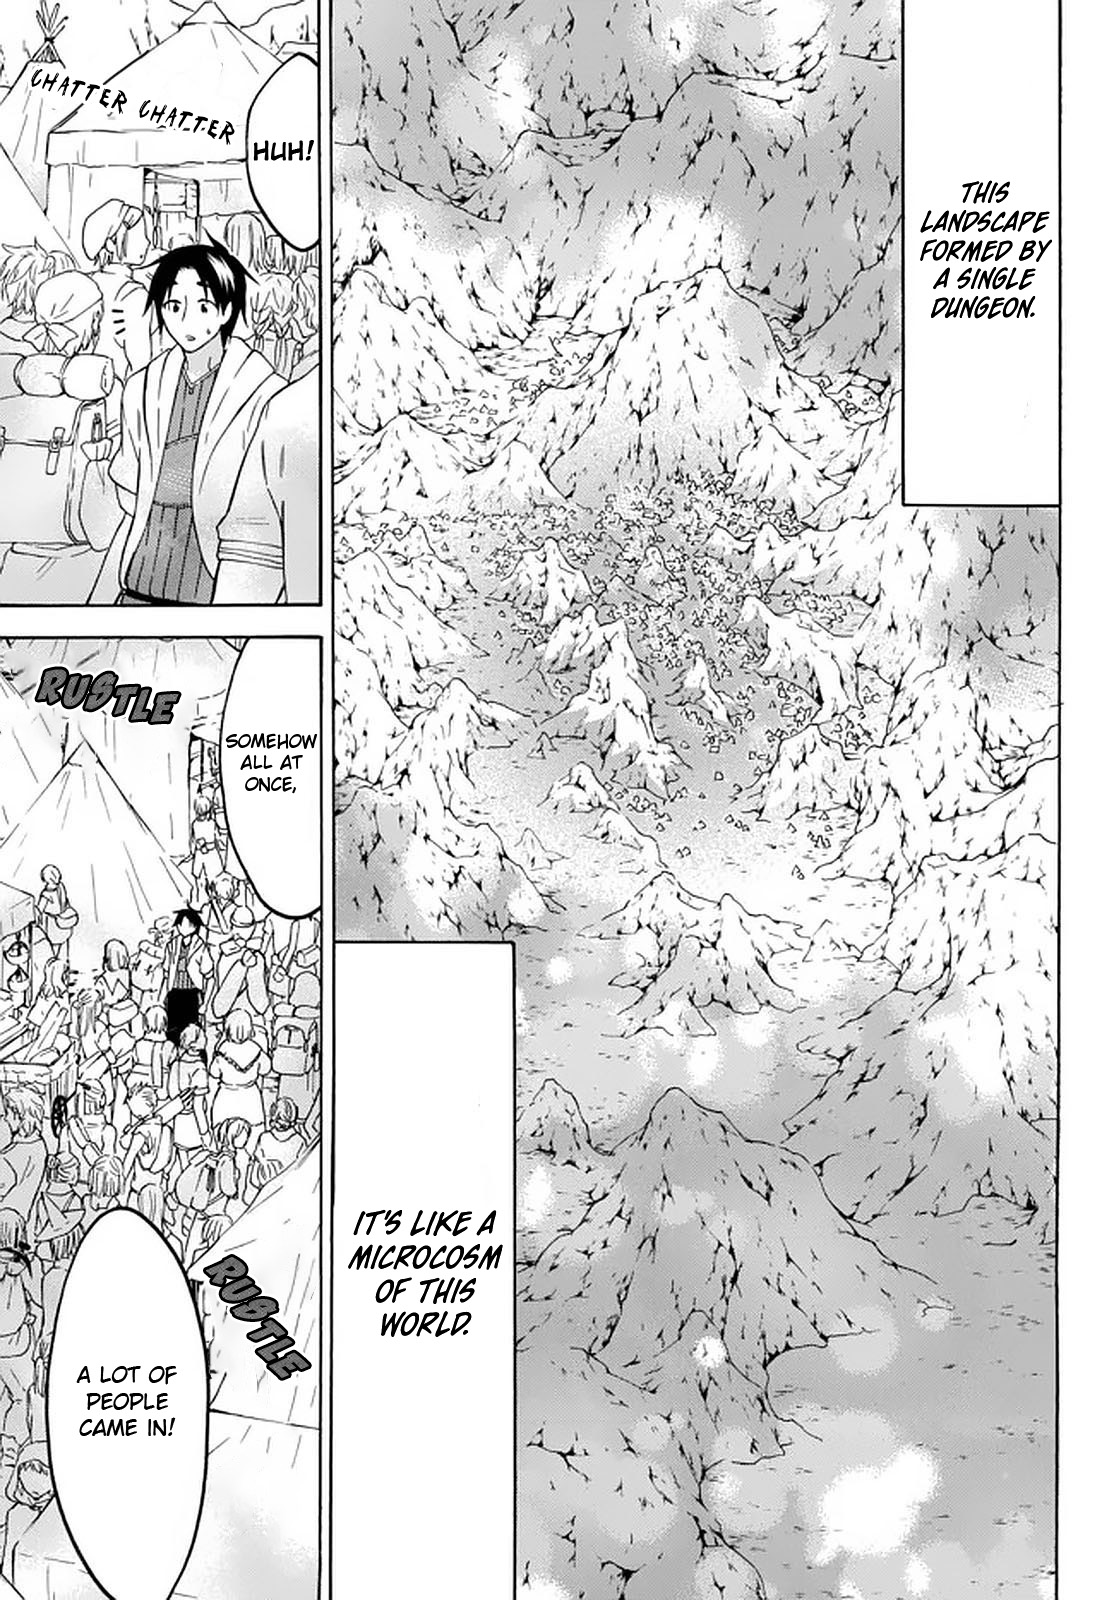 THIS
LANDSCAPE
FORMED BY
A SINGLE
DUNGEON.
IT'S LIKE A
MICROCOSM
OF THIS
WORLD.
CHATTER CHATTER
HUH!
RUSTLE
SOMEHOW
ALL AT
ONCE,
RUSTLE
A LOT OF
PEOPLE
CAME IN!